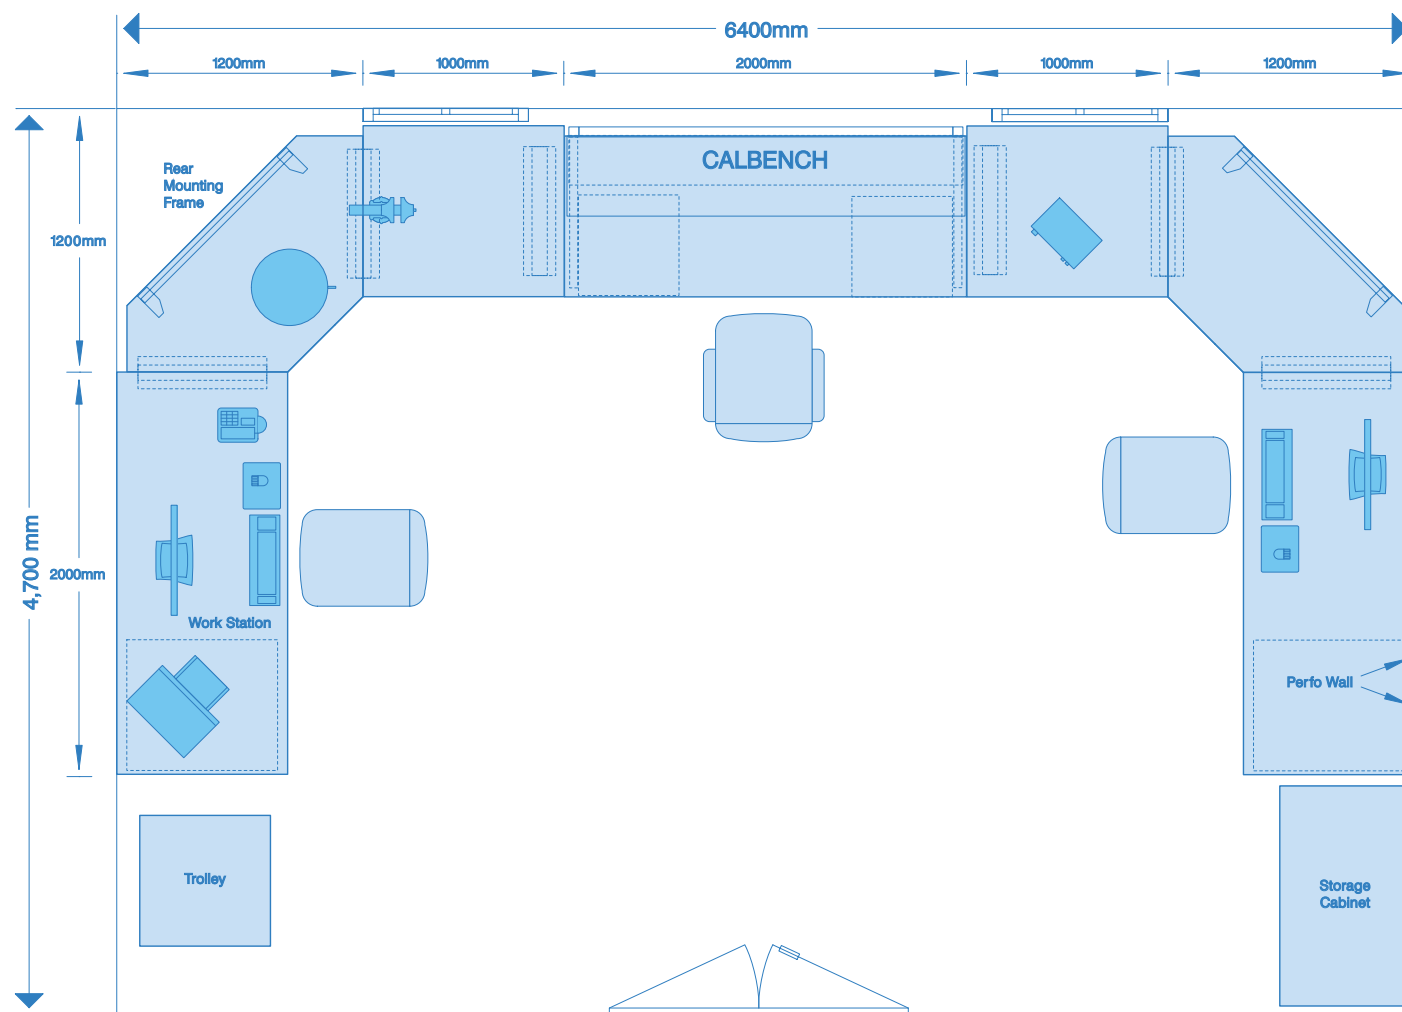 6400mm
1200mm
1000mm
2000mm
1000mm
1200mm
CALBENCH
Rear
Mounting
Frame
1200mm
4,700 mm
2000mm
Work Station
Perfo Wall
Trolley
Storage
Cabinet